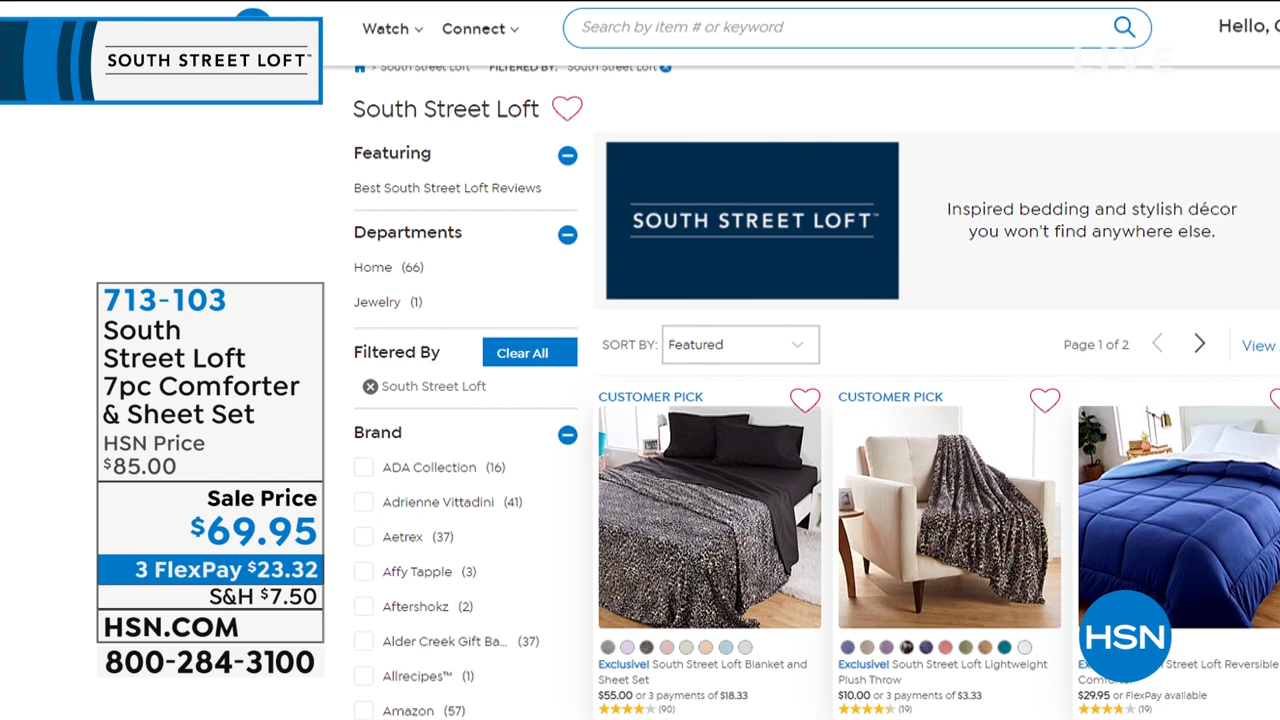 SOUTH STREET LOFT™
Watch
Connect
Search by item # or keyword
Hello,
LIVE
> South Street Loft FILTERED BY: South Street Loft
South Street Loft
Featuring
Best South Street Loft Reviews
Departments
Home (66)
Jewelry (1)
Filtered By
Clear All
South Street Loft
Brand
ADA Collection (16)
Adrienne Vittadini (41)
Aetrex (37)
Affy Tapple (3)
Aftershokz (2)
Alder Creek Gift Ba... (37)
Allrecipes™ (1)
Amazon (57)
SOUTH STREET LOFT™
Inspired bedding and stylish décor
you won't find anywhere else.
SORT BY: Featured
Page 1 of 2
View
CUSTOMER PICK
Exclusive! South Street Loft Blanket and
Sheet Set
$55.00 or 3 payments of $18.33
(90)
CUSTOMER PICK
Exclusive! South Street Loft Lightweight
Plush Throw
$10.00 or 3 payments of $3.33
(19)
Street Loft Reversible
$29.95 or FlexPay available
(19)
HSN
713-103
South
Street Loft
7pc Comforter
& Sheet Set
HSN Price
$85.00
Sale Price
$69.95
3 FlexPay $23.32
S&H $7.50
HSN.COM
800-284-3100